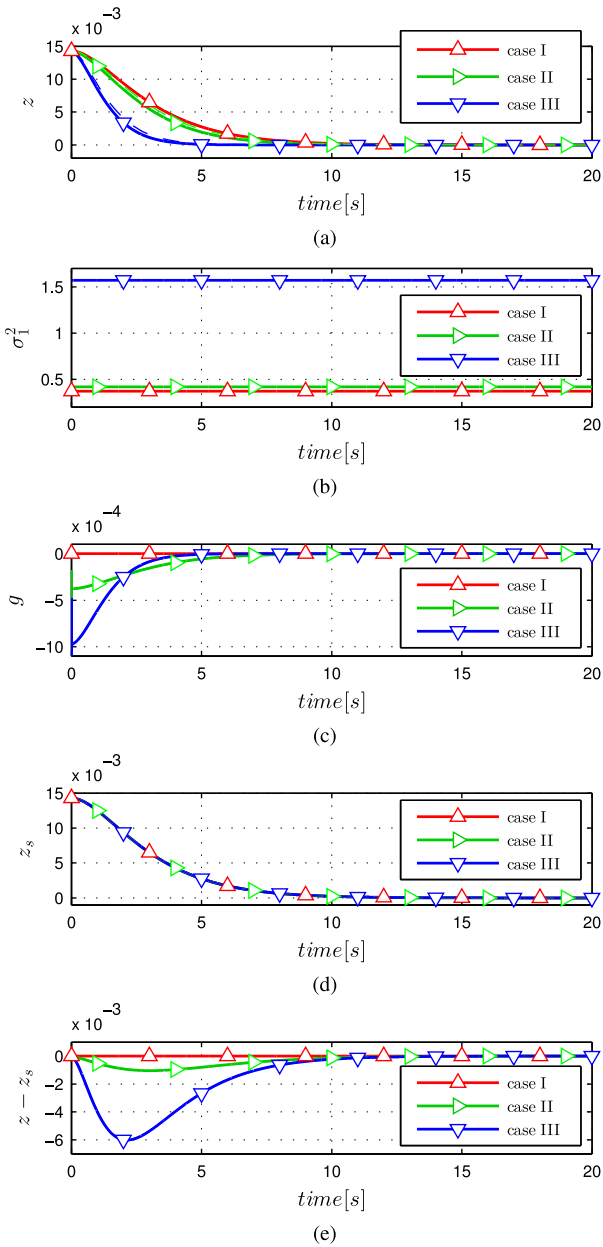 x 10^-3
15
10
5
0
z
case I
case II
case III
0 5 10 15 20
time[s]
(a)
1.5
1
0.5
σ₁²
case I
case II
case III
0 5 10 15 20
time[s]
(b)
x 10^-4
0
−5
−10
g
case I
case II
case III
0 5 10 15 20
time[s]
(c)
x 10^-3
15
10
5
0
z_s
case I
case II
case III
0 5 10 15 20
time[s]
(d)
x 10^-3
0
−2
−4
−6
z − z_s
case I
case II
case III
0 5 10 15 20
time[s]
(e)